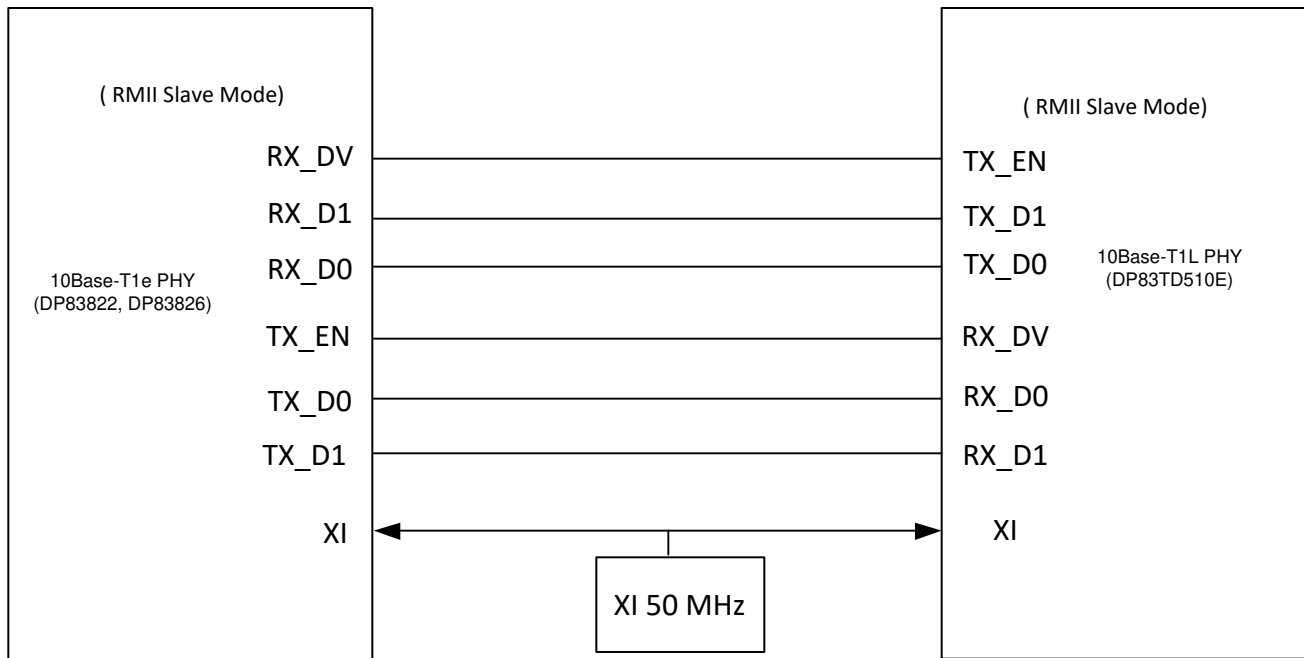 ( RMII Slave Mode)
RX_DV
RX_D1
RX_D0
10Base-T1e PHY
(DP83822, DP83826)
TX_EN
TX_D0
TX_D1
XI
XI 50 MHz
( RMII Slave Mode)
TX_EN
TX_D1
TX_D0
10Base-T1L PHY
(DP83TD510E)
RX_DV
RX_D0
RX_D1
XI